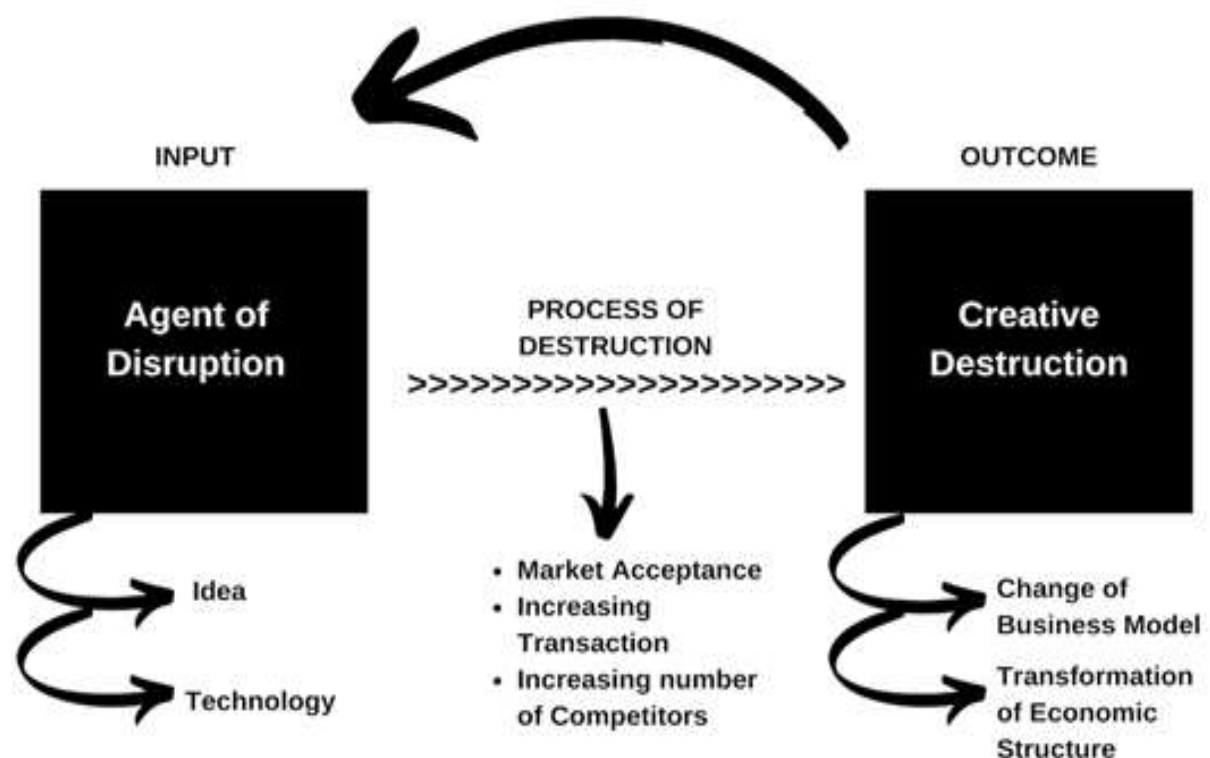 INPUT
Agent of
Disruption
Idea
Technology
PROCESS OF
DESTRUCTION
>>>>>>>>>>>>>>>>>>>>>
• Market Acceptance
• Increasing
Transaction
• Increasing number
of Competitors
OUTCOME
Creative
Destruction
Change of
Business Model
Transformation
of Economic
Structure